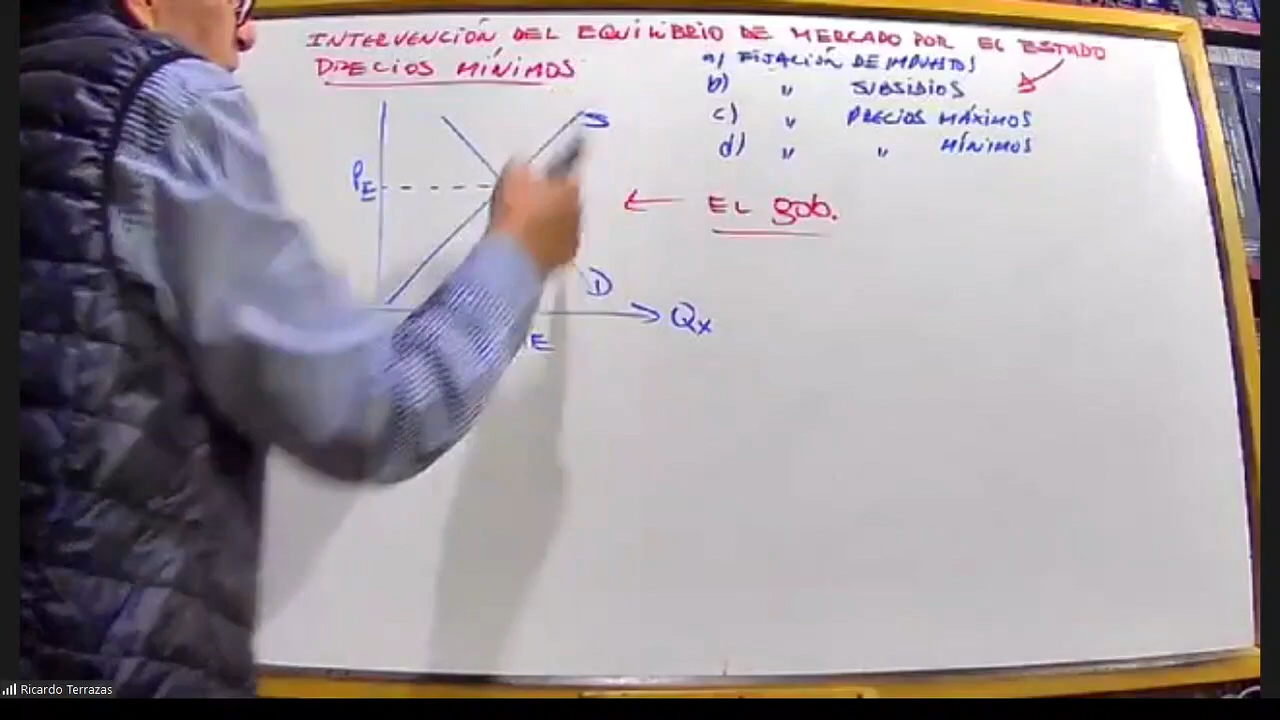 INTERVENCIÓN DEL EQUILIBRIO DE MERCADO POR EL ESTADO
PRECIOS MÍNIMOS
a) FIJACIÓN DE IMPUESTOS
b) " SUBSIDIOS
c) " PRECIOS MÁXIMOS
d) " " MÍNIMOS
S
PE
EL gob.
D
Qx
E
Ricardo Terrazas